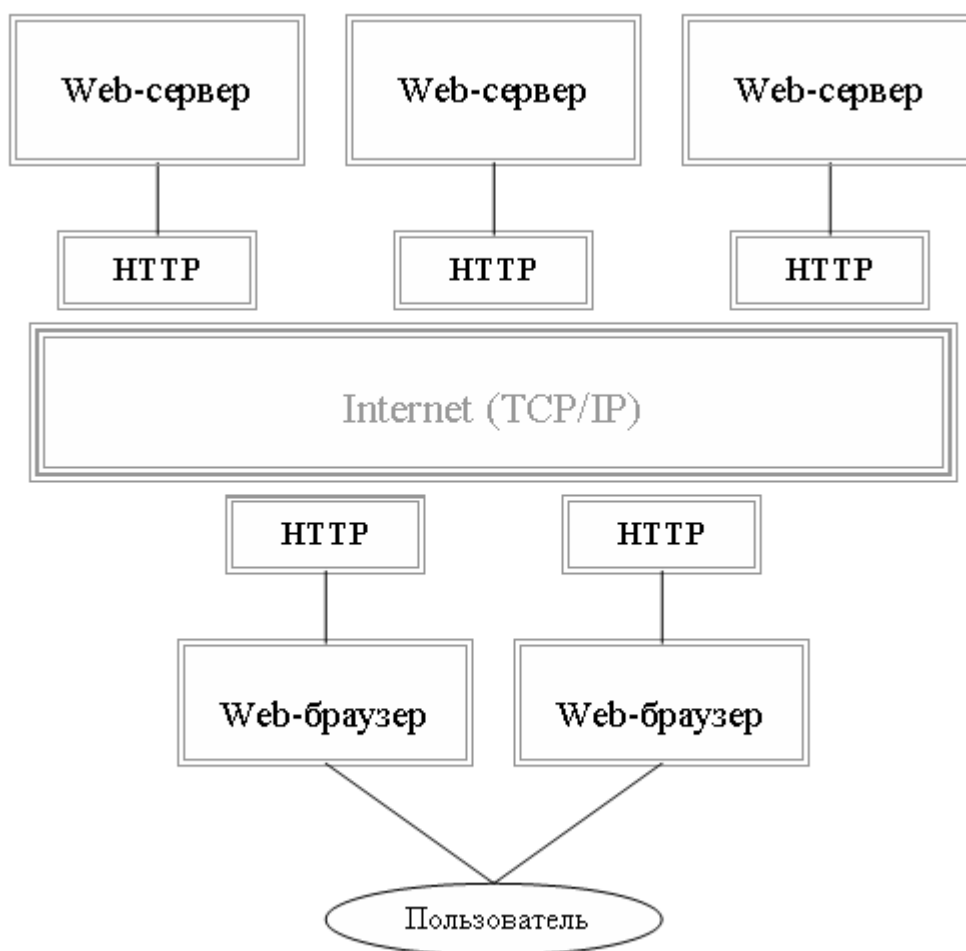 Web-сервер Web-сервер Web-сервер
HTTP HTTP HTTP
Internet (TCP/IP)
HTTP HTTP
Web-браузер Web-браузер
Пользователь